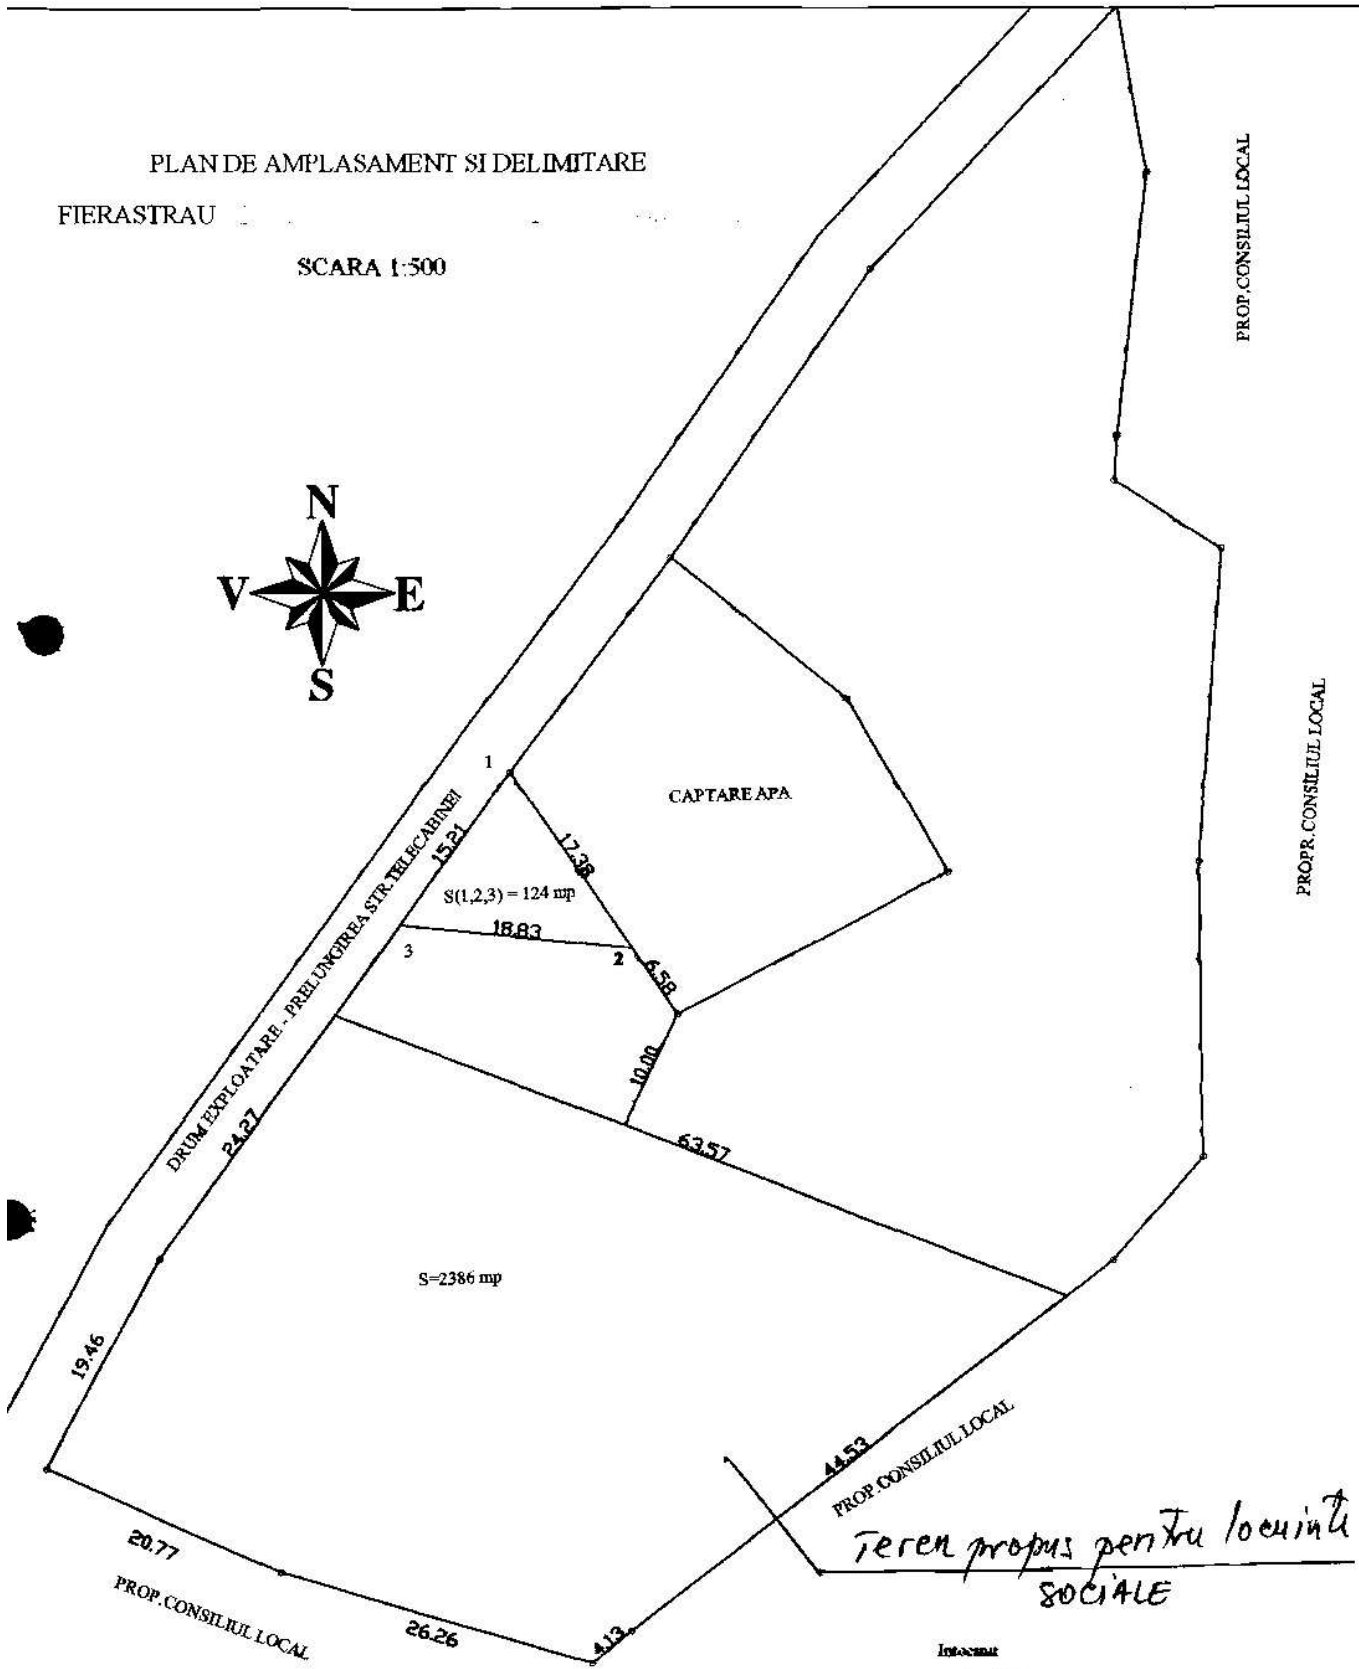 PLAN DE AMPLASAMENT SI DELIMITARE
FIERASTRAU
SCARA 1:500
PROP.CONSILIUL LOCAL
N
V
E
S
PROPR.CONSILIUL LOCAL
1
CAPTARE APA
DRUM EXPLOATARE - PRELUNGIREA STR.TELECABINEI
15.21
17.38
S(1,2,3) = 124 mp
18.83
3
2
6.58
10.00
24.27
63.57
S=2386 mp
19.46
44.53
PROP.CONSILIUL LOCAL
Teren propus pentru locuinte
SOCIALE
20.77
PROP.CONSILIUL LOCAL
26.26
4.13
Intocmit